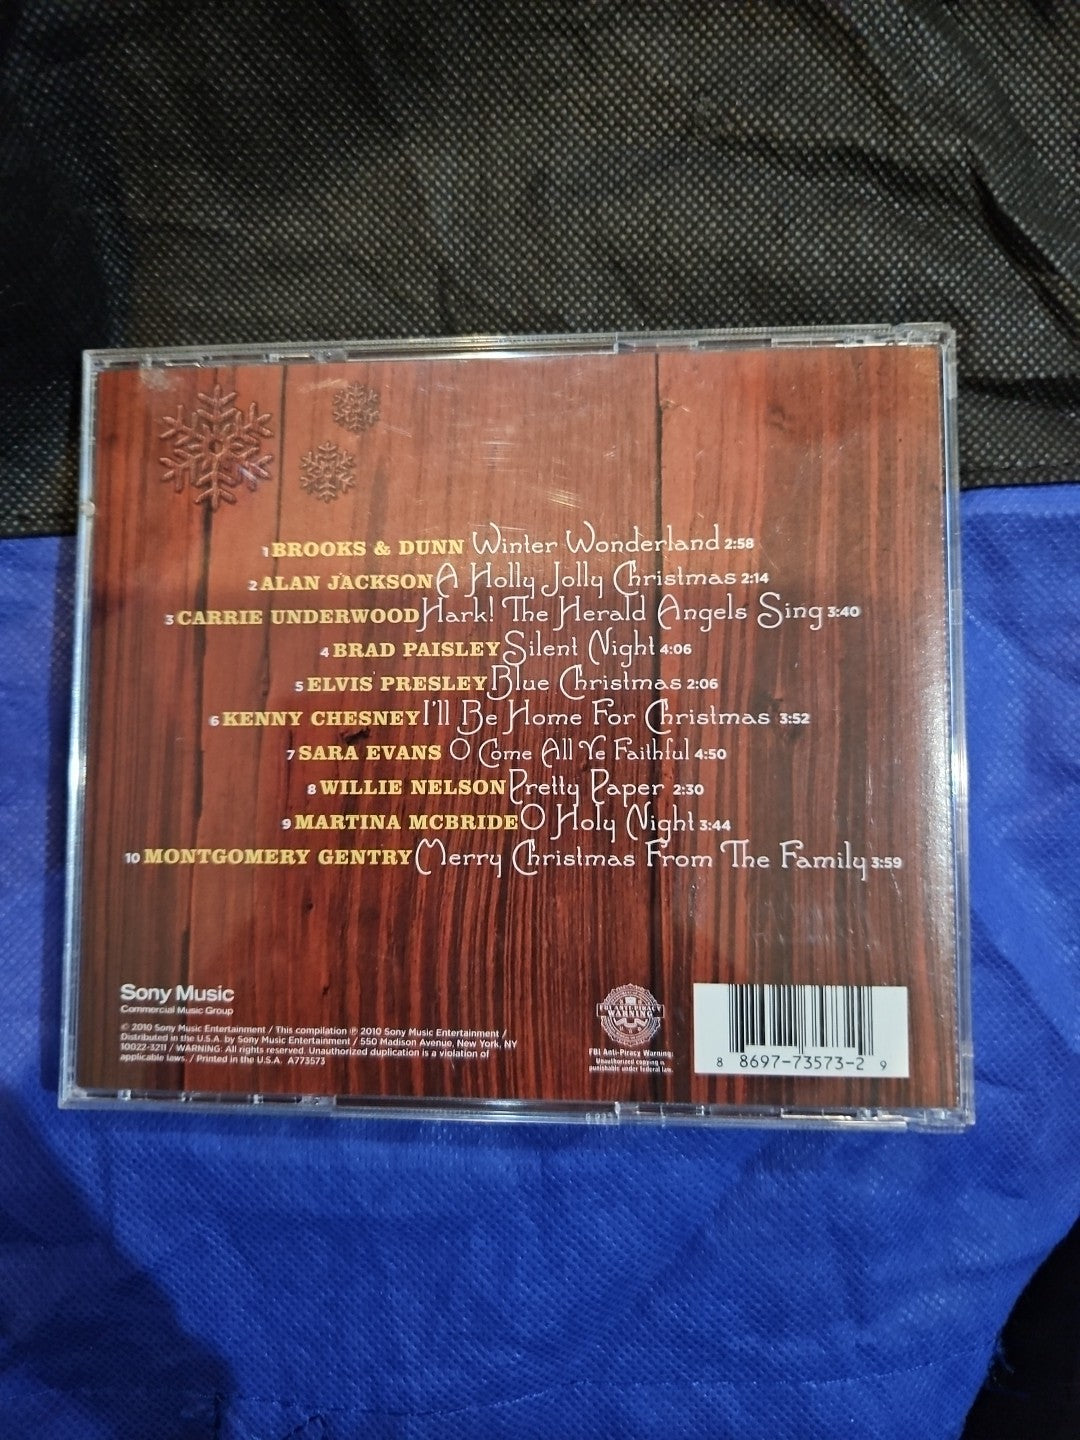 1 BROOKS & DUNN Winter Wonderland 2:58
2 ALAN JACKSON A Holly Jolly Christmas 2:14
3 CARRIE UNDERWOOD Hark! The Herald Angels Sing 3:40
4 BRAD PAISLEY Silent Night 4:06
5 ELVIS PRESLEY Blue Christmas 2:06
6 KENNY CHESNEY I'll Be Home For Christmas 3:52
7 SARA EVANS O Come All Ye Faithful 4:50
8 WILLIE NELSON Pretty Paper 2:30
9 MARTINA MCBRIDE O Holy Night 3:44
10 MONTGOMERY GENTRY Merry Christmas From The Family 3:59
Sony Music
Commercial Music Group
© 2010 Sony Music Entertainment / This compilation ℗ 2010 Sony Music Entertainment /
Distributed in the U.S.A. by Sony Music Entertainment / 550 Madison Avenue, New York, NY
10022-3211 / WARNING: All rights reserved. Unauthorized duplication is a violation of
applicable laws. / Printed in the U.S.A. A773573
FBI ANTI-PIRACY
WARNING
FBI Anti-Piracy Warning:
Unauthorized copying is
punishable under federal law.
8 8697-73573-2 9